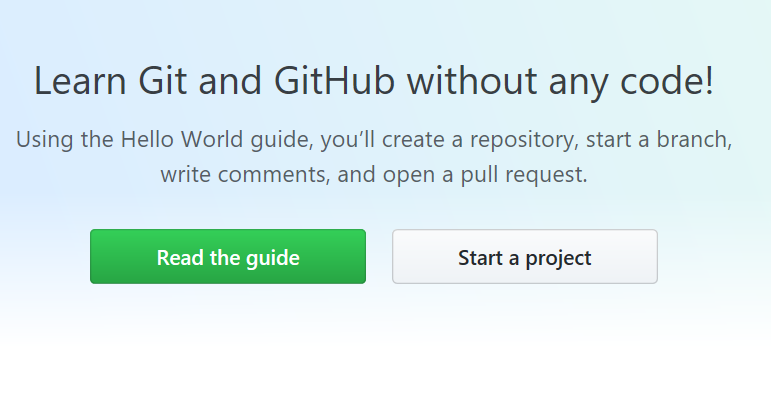 Learn Git and GitHub without any code!
Using the Hello World guide, you’ll create a repository, start a branch,
write comments, and open a pull request.
Read the guide
Start a project